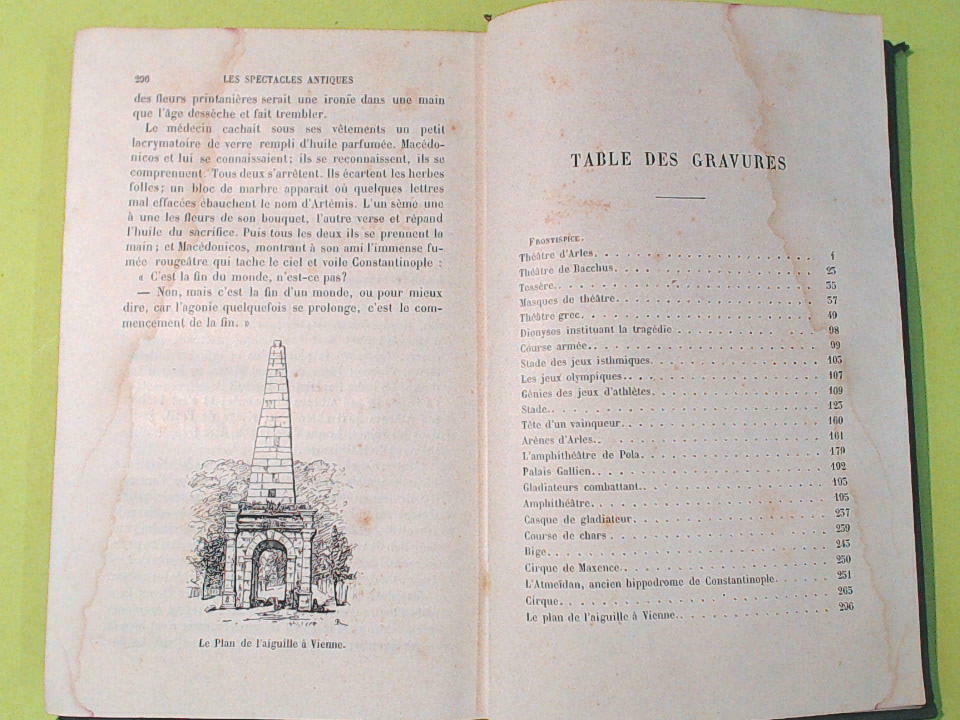 296 LES SPECTACLES ANTIQUES
des fleurs printanières serait une ironie dans une main
que l'âge dessèche et fait trembler.
Le médecin cachait sous ses vêtements un petit
lacrymatoire de verre rempli d'huile parfumée. Macédo-
nicos et lui se connaissaient; ils se reconnaissent, ils se
comprennent. Tous deux s'arrêtent. Ils écartent les herbes
folles; un bloc de marbre apparaît où quelques lettres
mal effacées ébauchent le nom d'Artémis. L'un sème une
à une les fleurs de son bouquet, l'autre verse et répand
l'huile du sacrifice. Puis tous les deux ils se prennent la
main; et Macédonicos, montrant à son ami l'immense fu-
mée rougeâtre qui tache le ciel et voile Constantinople :
« C'est la fin du monde, n'est-ce pas?
— Non, mais c'est la fin d'un monde, ou pour mieux
dire, car l'agonie quelquefois se prolonge, c'est le com-
mencement de la fin. »
Le Plan de l'aiguille à Vienne.
TABLE DES GRAVURES
FRONTISPICE.
Théâtre d'Arles. 1
Théâtre de Bacchus. 23
Tessère. 35
Masques de théâtre. 37
Théâtre grec. 49
Dionysos instituant la tragédie 98
Course armée. 99
Stade des jeux isthmiques. 103
Les jeux olympiques. 107
Génies des jeux d'athlètes. 109
Stade. 123
Tête d'un vainqueur. 160
Arènes d'Arles. 161
L'amphithéâtre de Pola. 179
Palais Gallien. 192
Gladiateurs combattant. 193
Amphithéâtre. 195
Casque de gladiateur. 237
Course de chars 239
Bige. 243
Cirque de Maxence. 250
L'Atmeïdan, ancien hippodrome de Constantinople. 251
Cirque. 265
Le plan de l'aiguille à Vienne. 296